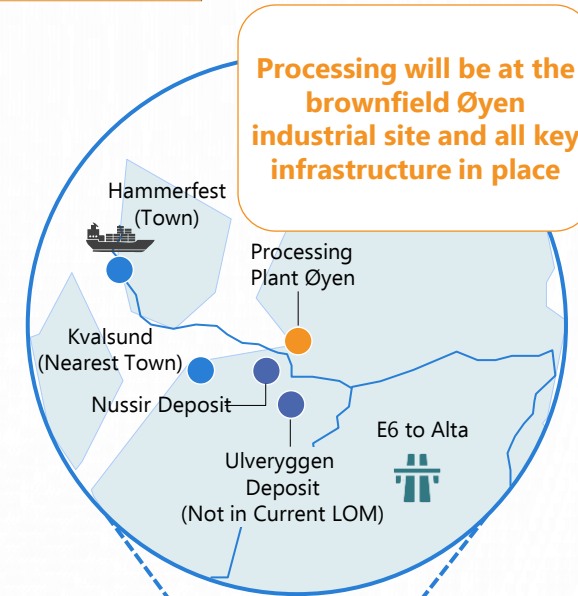 Processing will be at the
brownfield Øyen
industrial site and all key
infrastructure in place
Hammerfest
(Town)
Processing
Plant Øyen
Kvalsund
(Nearest Town)
Nussir Deposit
E6 to Alta
Ulveryggen
Deposit
(Not in Current LOM)